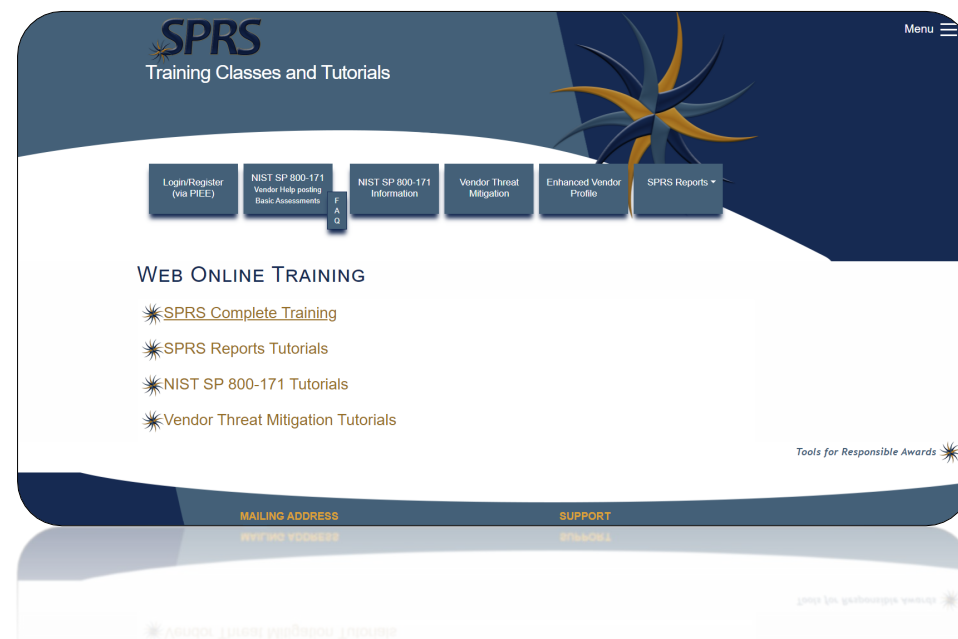 SPRS
Menu
Training Classes and Tutorials
Login/Register
(via PIEE)
NIST SP 800-171
Vendor Help posting
Basic Assessments
F
A
Q
NIST SP 800-171
Information
Vendor Threat
Mitigation
Enhanced Vendor
Profile
SPRS Reports
WEB ONLINE TRAINING
SPRS Complete Training
SPRS Reports Tutorials
NIST SP 800-171 Tutorials
Vendor Threat Mitigation Tutorials
Tools for Responsible Awards
MAILING ADDRESS
SUPPORT